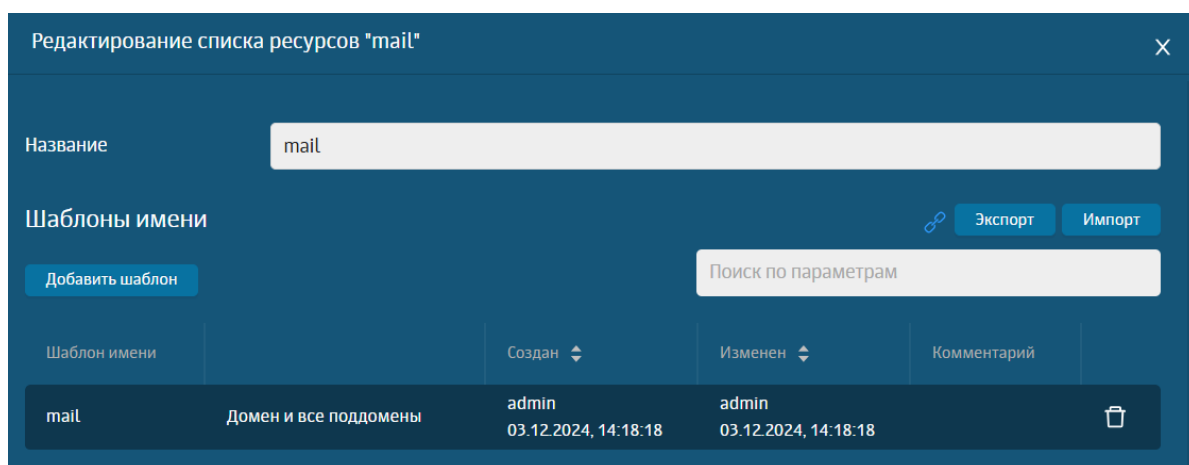 Редактирование списка ресурсов "mail"
X
Название
mail
Шаблоны имени
Экспорт
Импорт
Добавить шаблон
Поиск по параметрам
Шаблон имени
Создан
Изменен
Комментарий
mail
Домен и все поддомены
admin
03.12.2024, 14:18:18
admin
03.12.2024, 14:18:18